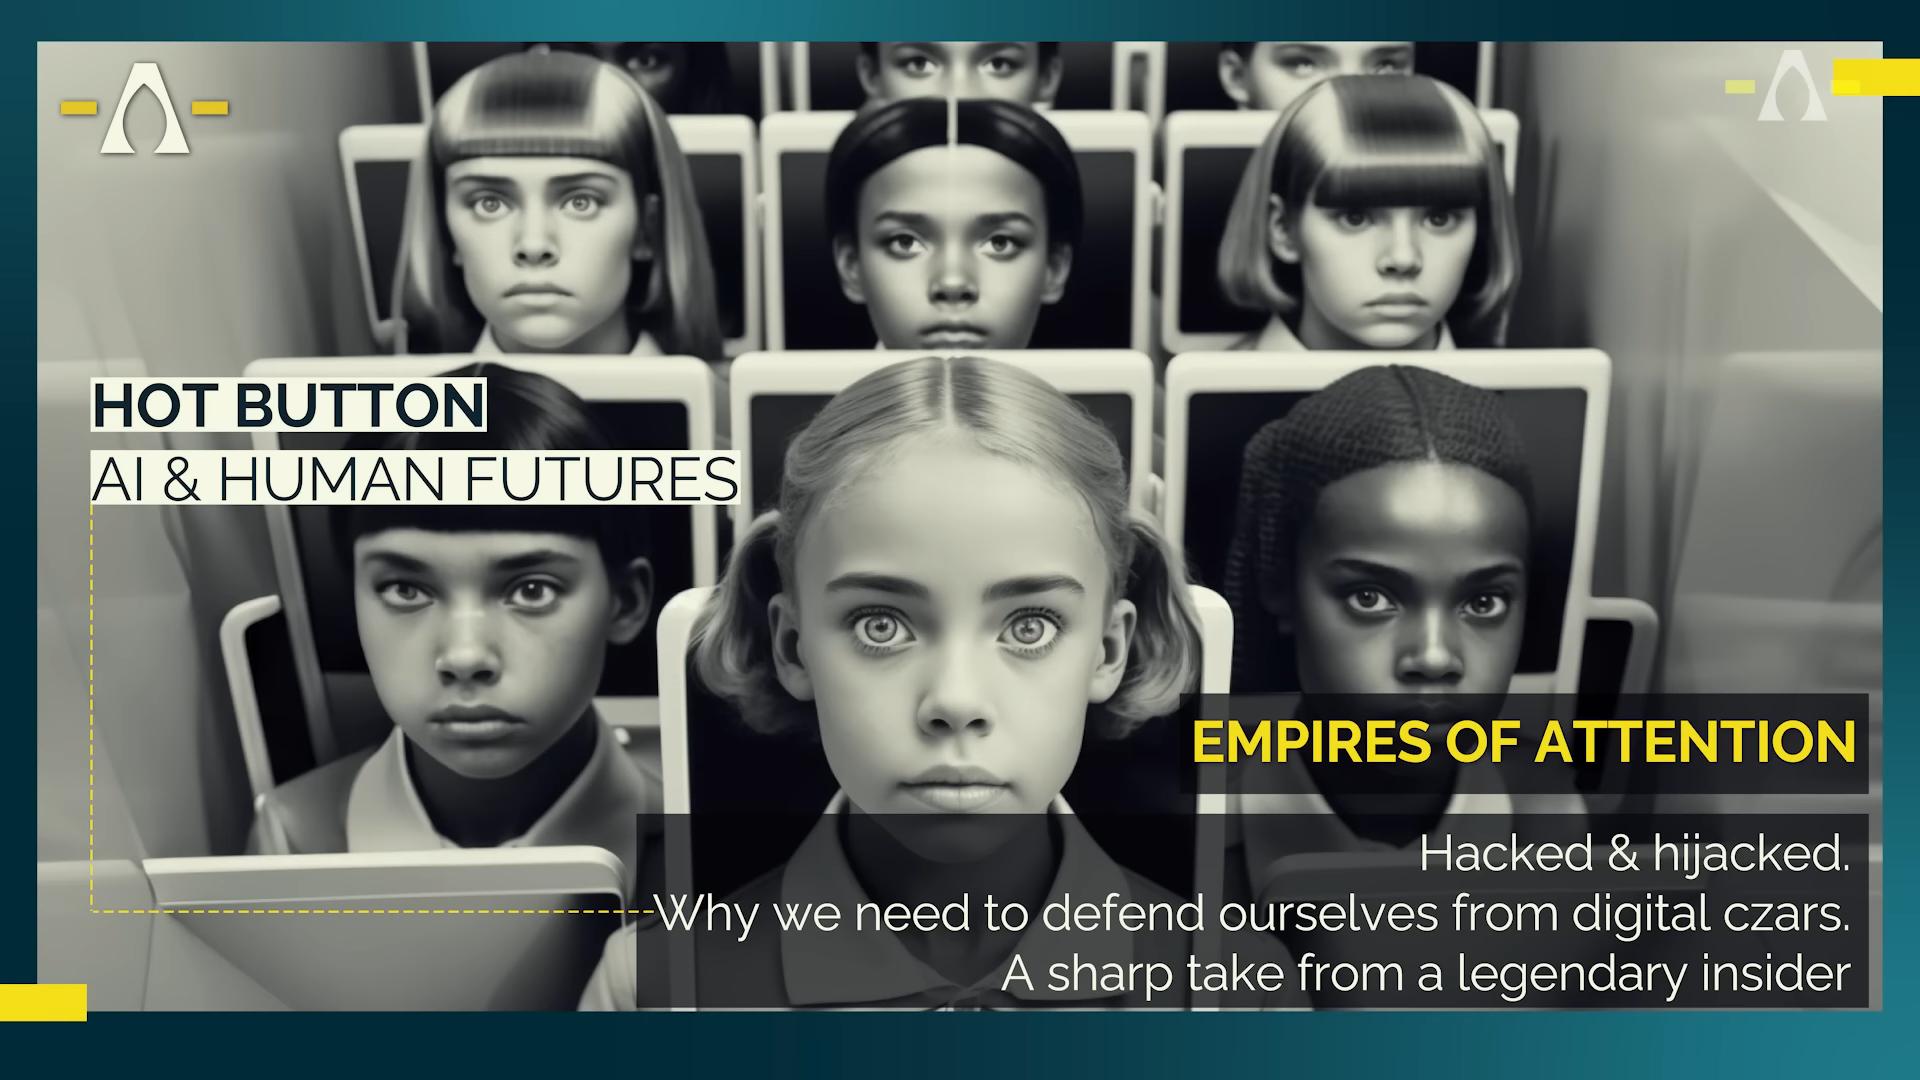 HOT BUTTON
AI & HUMAN FUTURES
EMPIRES OF ATTENTION
Hacked & hijacked.
Why we need to defend ourselves from digital czars.
A sharp take from a legendary insider